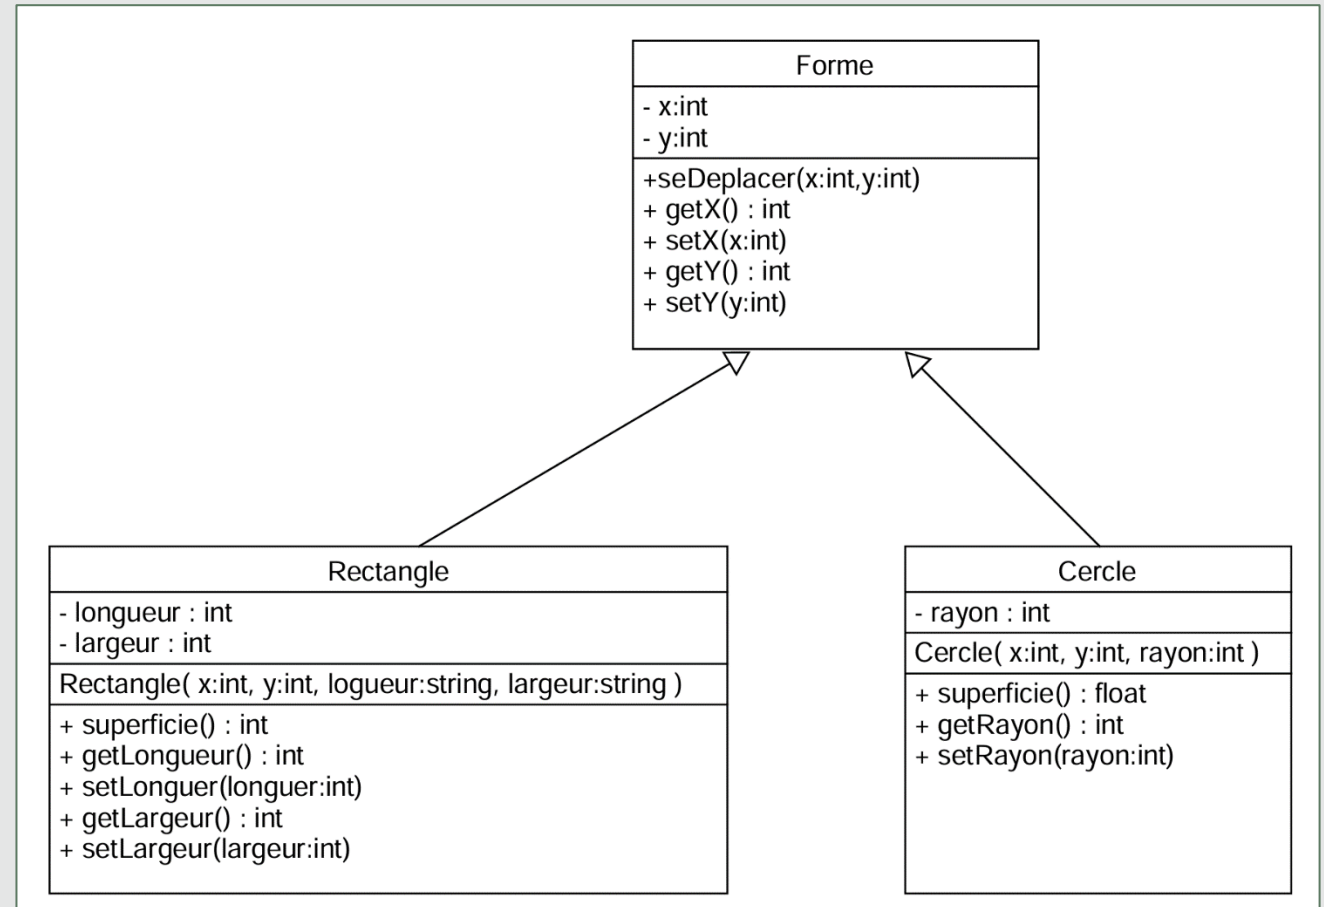 Forme
- x:int
- y:int
+seDeplacer(x:int,y:int)
+ getX() : int
+ setX(x:int)
+ getY() : int
+ setY(y:int)
Rectangle
- longueur : int
- largeur : int
Rectangle( x:int, y:int, logueur:string, largeur:string )
+ superficie() : int
+ getLongueur() : int
+ setLonguer(longuer:int)
+ getLargeur() : int
+ setLargeur(largeur:int)
Cercle
- rayon : int
Cercle( x:int, y:int, rayon:int )
+ superficie() : float
+ getRayon() : int
+ setRayon(rayon:int)